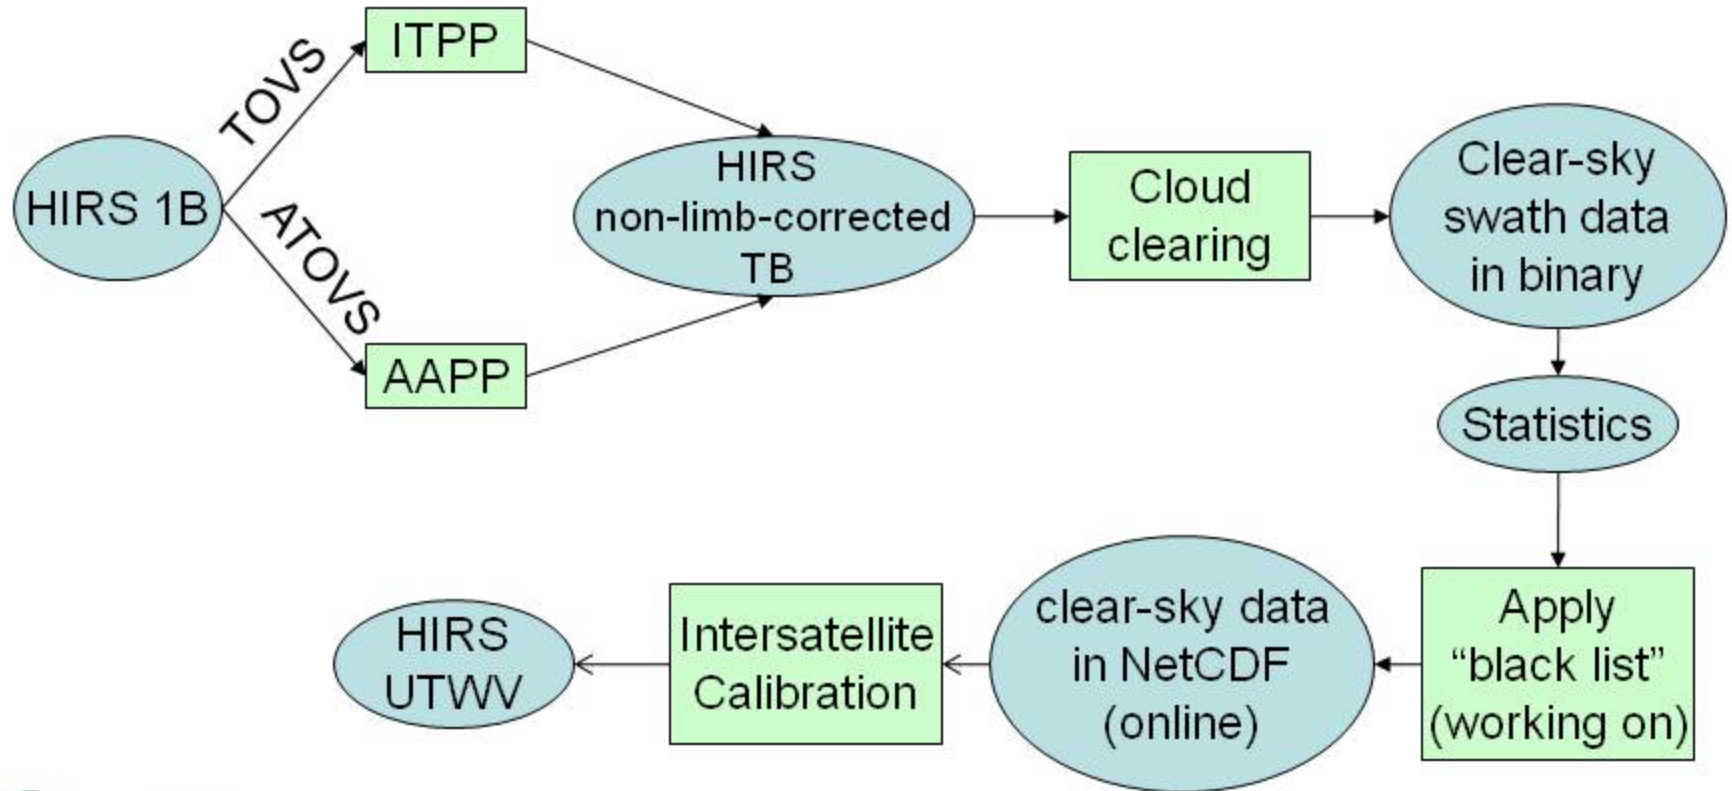 ITPP
TOVS
HIRS 1B
ATOVS
AAPP
HIRS
non-limb-corrected
TB
Cloud
clearing
Clear-sky
swath data
in binary
Statistics
Apply
“black list”
(working on)
clear-sky data
in NetCDF
(online)
Intersatellite
Calibration
HIRS
UTWV